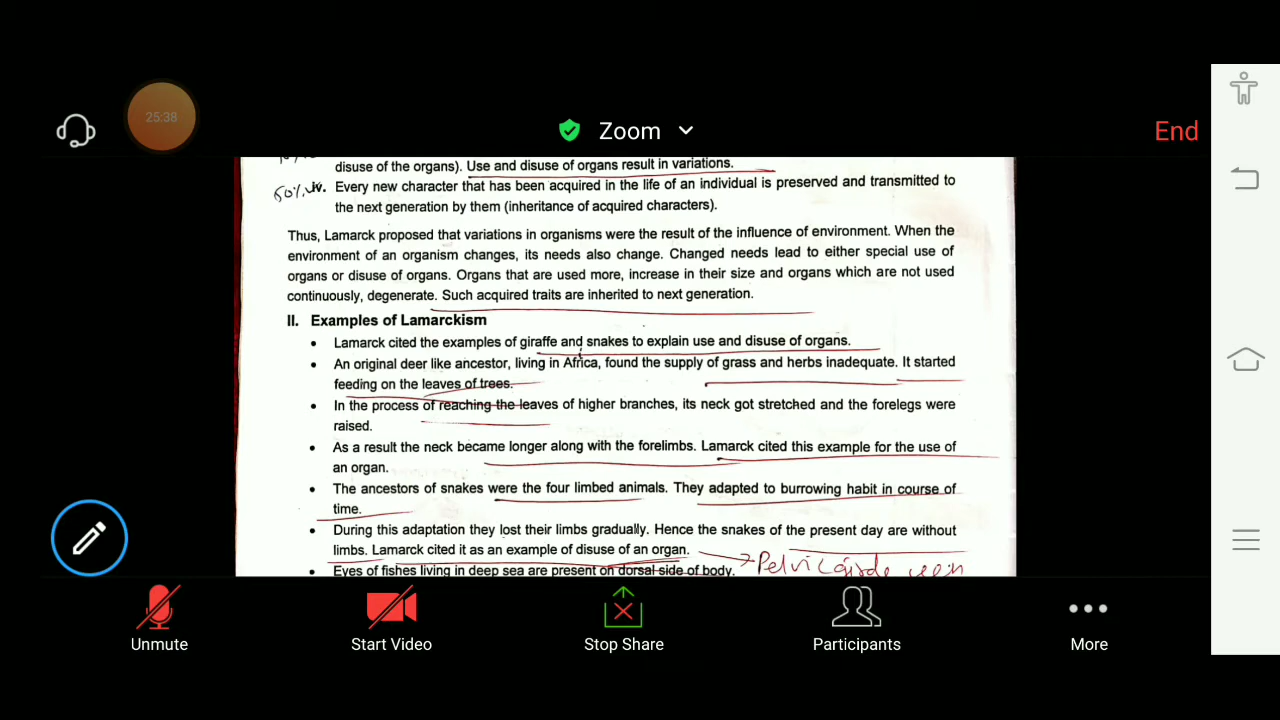 25:38
Zoom
End
disuse of the organs). Use and disuse of organs result in variations.
50%
iv. Every new character that has been acquired in the life of an individual is preserved and transmitted to
the next generation by them (inheritance of acquired characters).
Thus, Lamarck proposed that variations in organisms were the result of the influence of environment. When the
environment of an organism changes, its needs also change. Changed needs lead to either special use of
organs or disuse of organs. Organs that are used more, increase in their size and organs which are not used
continuously, degenerate. Such acquired traits are inherited to next generation.
II. Examples of Lamarckism
• Lamarck cited the examples of giraffe and snakes to explain use and disuse of organs.
• An original deer like ancestor, living in Africa, found the supply of grass and herbs inadequate. It started
feeding on the leaves of trees.
• In the process of reaching the leaves of higher branches, its neck got stretched and the forelegs were
raised.
• As a result the neck became longer along with the forelimbs. Lamarck cited this example for the use of
an organ.
• The ancestors of snakes were the four limbed animals. They adapted to burrowing habit in course of
time.
• During this adaptation they lost their limbs gradually. Hence the snakes of the present day are without
limbs. Lamarck cited it as an example of disuse of an organ.
• Eyes of fishes living in deep sea are present on dorsal side of body.
Pelvic girdle seen
Unmute
Start Video
Stop Share
Participants
More